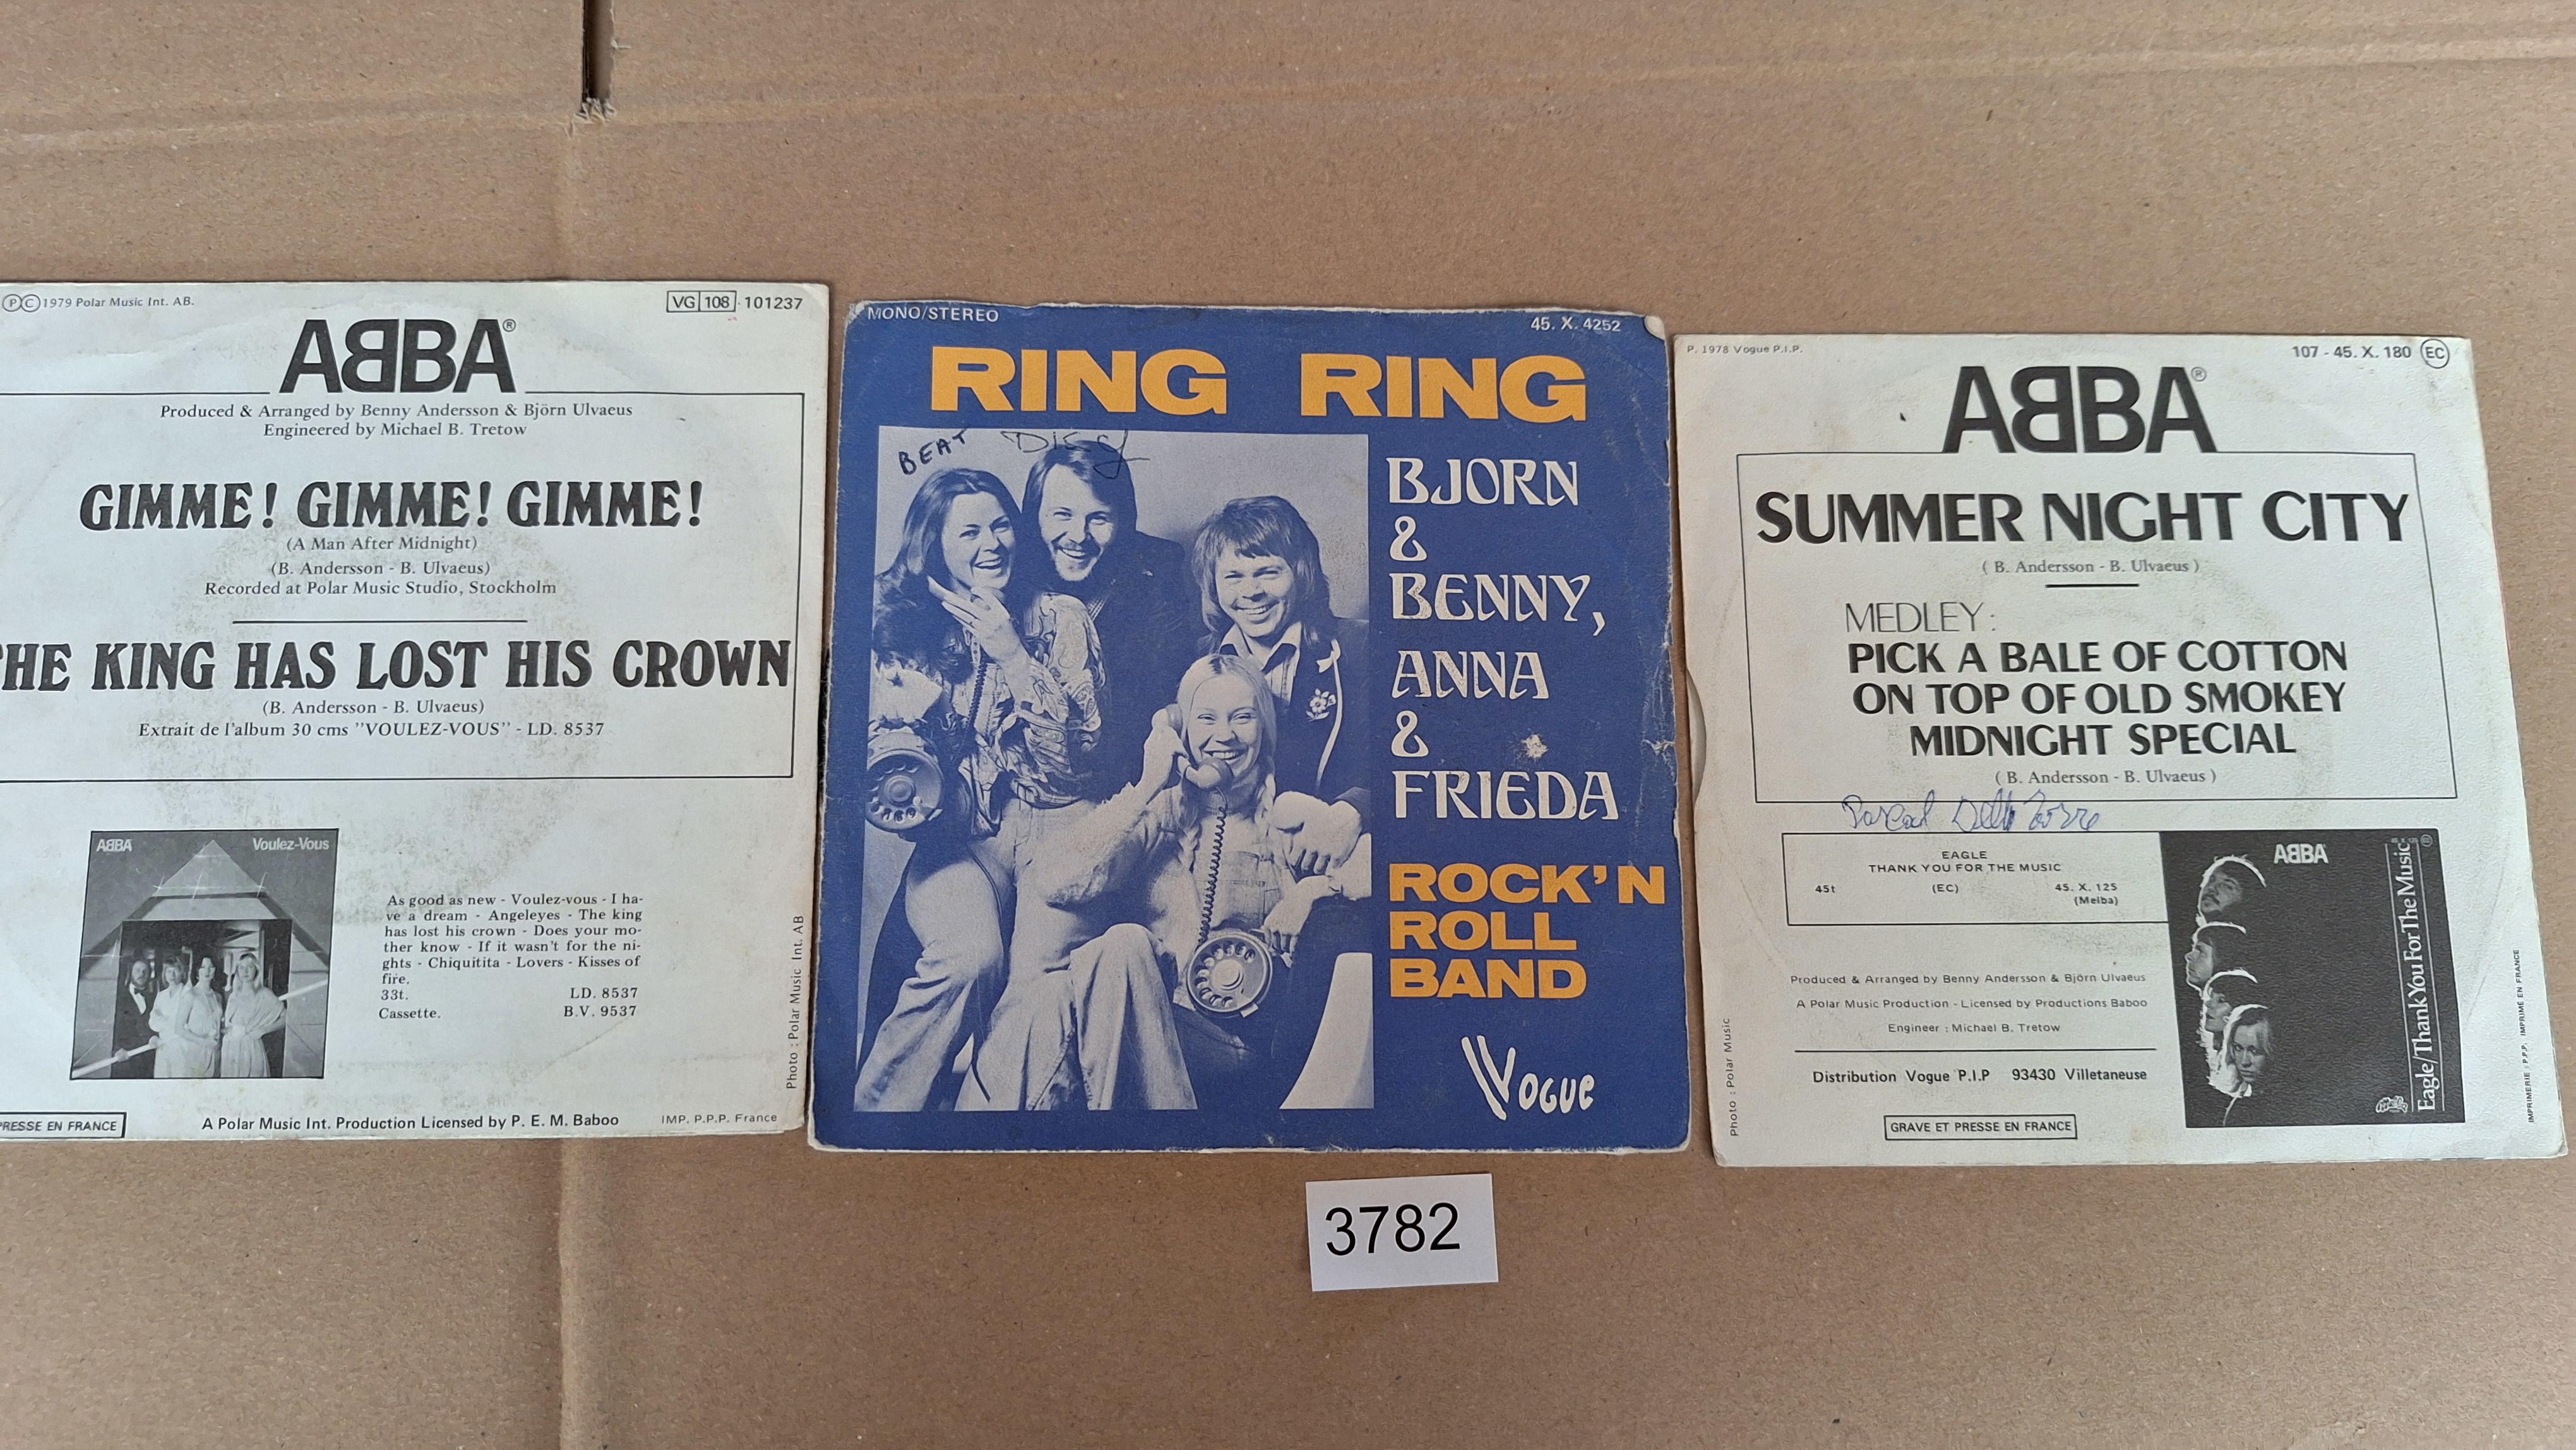 ⓅⒸ 1979 Polar Music Int. AB.
VG 108 · 101237
ABBA®
Produced & Arranged by Benny Andersson & Björn Ulvaeus
Engineered by Michael B. Tretow
GIMME! GIMME! GIMME!
(A Man After Midnight)
(B. Andersson - B. Ulvaeus)
Recorded at Polar Music Studio, Stockholm
HE KING HAS LOST HIS CROWN
(B. Andersson - B. Ulvaeus)
Extrait de l'album 30 cms "VOULEZ-VOUS" - LD. 8537
ABBA Voulez-Vous
As good as new - Voulez-vous - I ha-
ve a dream - Angeleyes - The king
has lost his crown - Does your mo-
ther know - If it wasn't for the ni-
ghts - Chiquitita - Lovers - Kisses of
fire.
33t. LD. 8537
Cassette. B.V. 9537
Photo : Polar Music Int. AB
PRESSE EN FRANCE
A Polar Music Int. Production Licensed by P. E. M. Baboo
IMP. P.P.P. France
MONO/STEREO
45. X. 4252
RING RING
BEAT
BJORN
&
BENNY,
ANNA
&
FRIEDA
ROCK'N
ROLL
BAND
VOGUE
P. 1978 Vogue P.I.P.
107 - 45. X. 180 EC
ABBA®
SUMMER NIGHT CITY
( B. Andersson - B. Ulvaeus )
MEDLEY:
PICK A BALE OF COTTON
ON TOP OF OLD SMOKEY
MIDNIGHT SPECIAL
( B. Andersson - B. Ulvaeus )
EAGLE
THANK YOU FOR THE MUSIC
45t (EC) 45. X. 125
(Melba)
ABBA
Eagle/Thank You For The Music
Produced & Arranged by Benny Andersson & Björn Ulvaeus
A Polar Music Production - Licensed by Productions Baboo
Engineer : Michael B. Tretow
Distribution Vogue P.I.P 93430 Villetaneuse
GRAVE ET PRESSE EN FRANCE
Photo : Polar Music
IMPRIMERIE : P.P.P. IMPRIMÉ EN FRANCE
3782